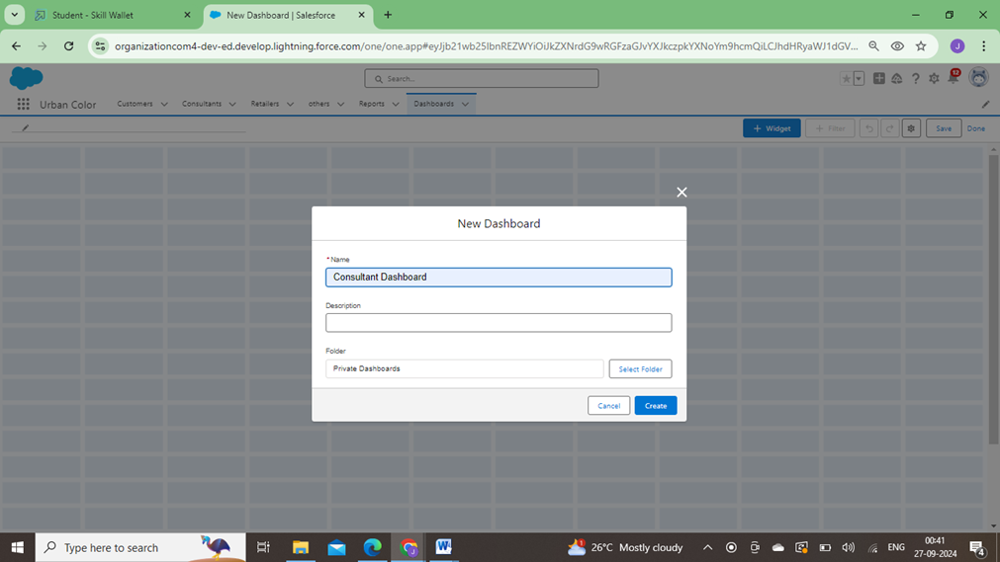 Student - Skill Wallet
New Dashboard | Salesforce
organizationcom4-dev-ed.develop.lightning.force.com/one/one.app#eyJjb21wb25lbnREZWYiOiJkZXNrdG9wRGFzaGJvYXJkczpkYXNoYm9hcmQiLCJhdHRyaWJ1dGV...
J
Search...
12
Urban Color
Customers
Consultants
Retailers
others
Reports
Dashboards
+ Widget
+ Filter
Save
Done
New Dashboard
* Name
Consultant Dashboard
Description
Folder
Private Dashboards
Select Folder
Cancel
Create
Type here to search
26°C Mostly cloudy
ENG
00:41
27-09-2024
4